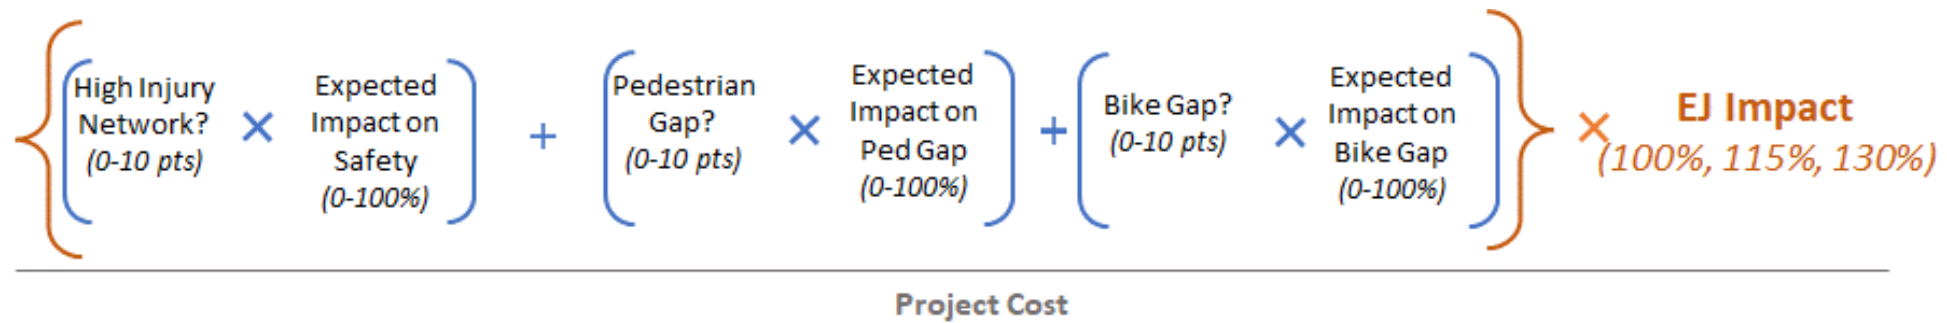 High Injury
Network?
(0-10 pts)
×
Expected
Impact on
Safety
(0-100%)
+
Pedestrian
Gap?
(0-10 pts)
×
Expected
Impact on
Ped Gap
(0-100%)
+
Bike Gap?
(0-10 pts)
×
Expected
Impact on
Bike Gap
(0-100%)
×
EJ Impact
(100%, 115%, 130%)
Project Cost